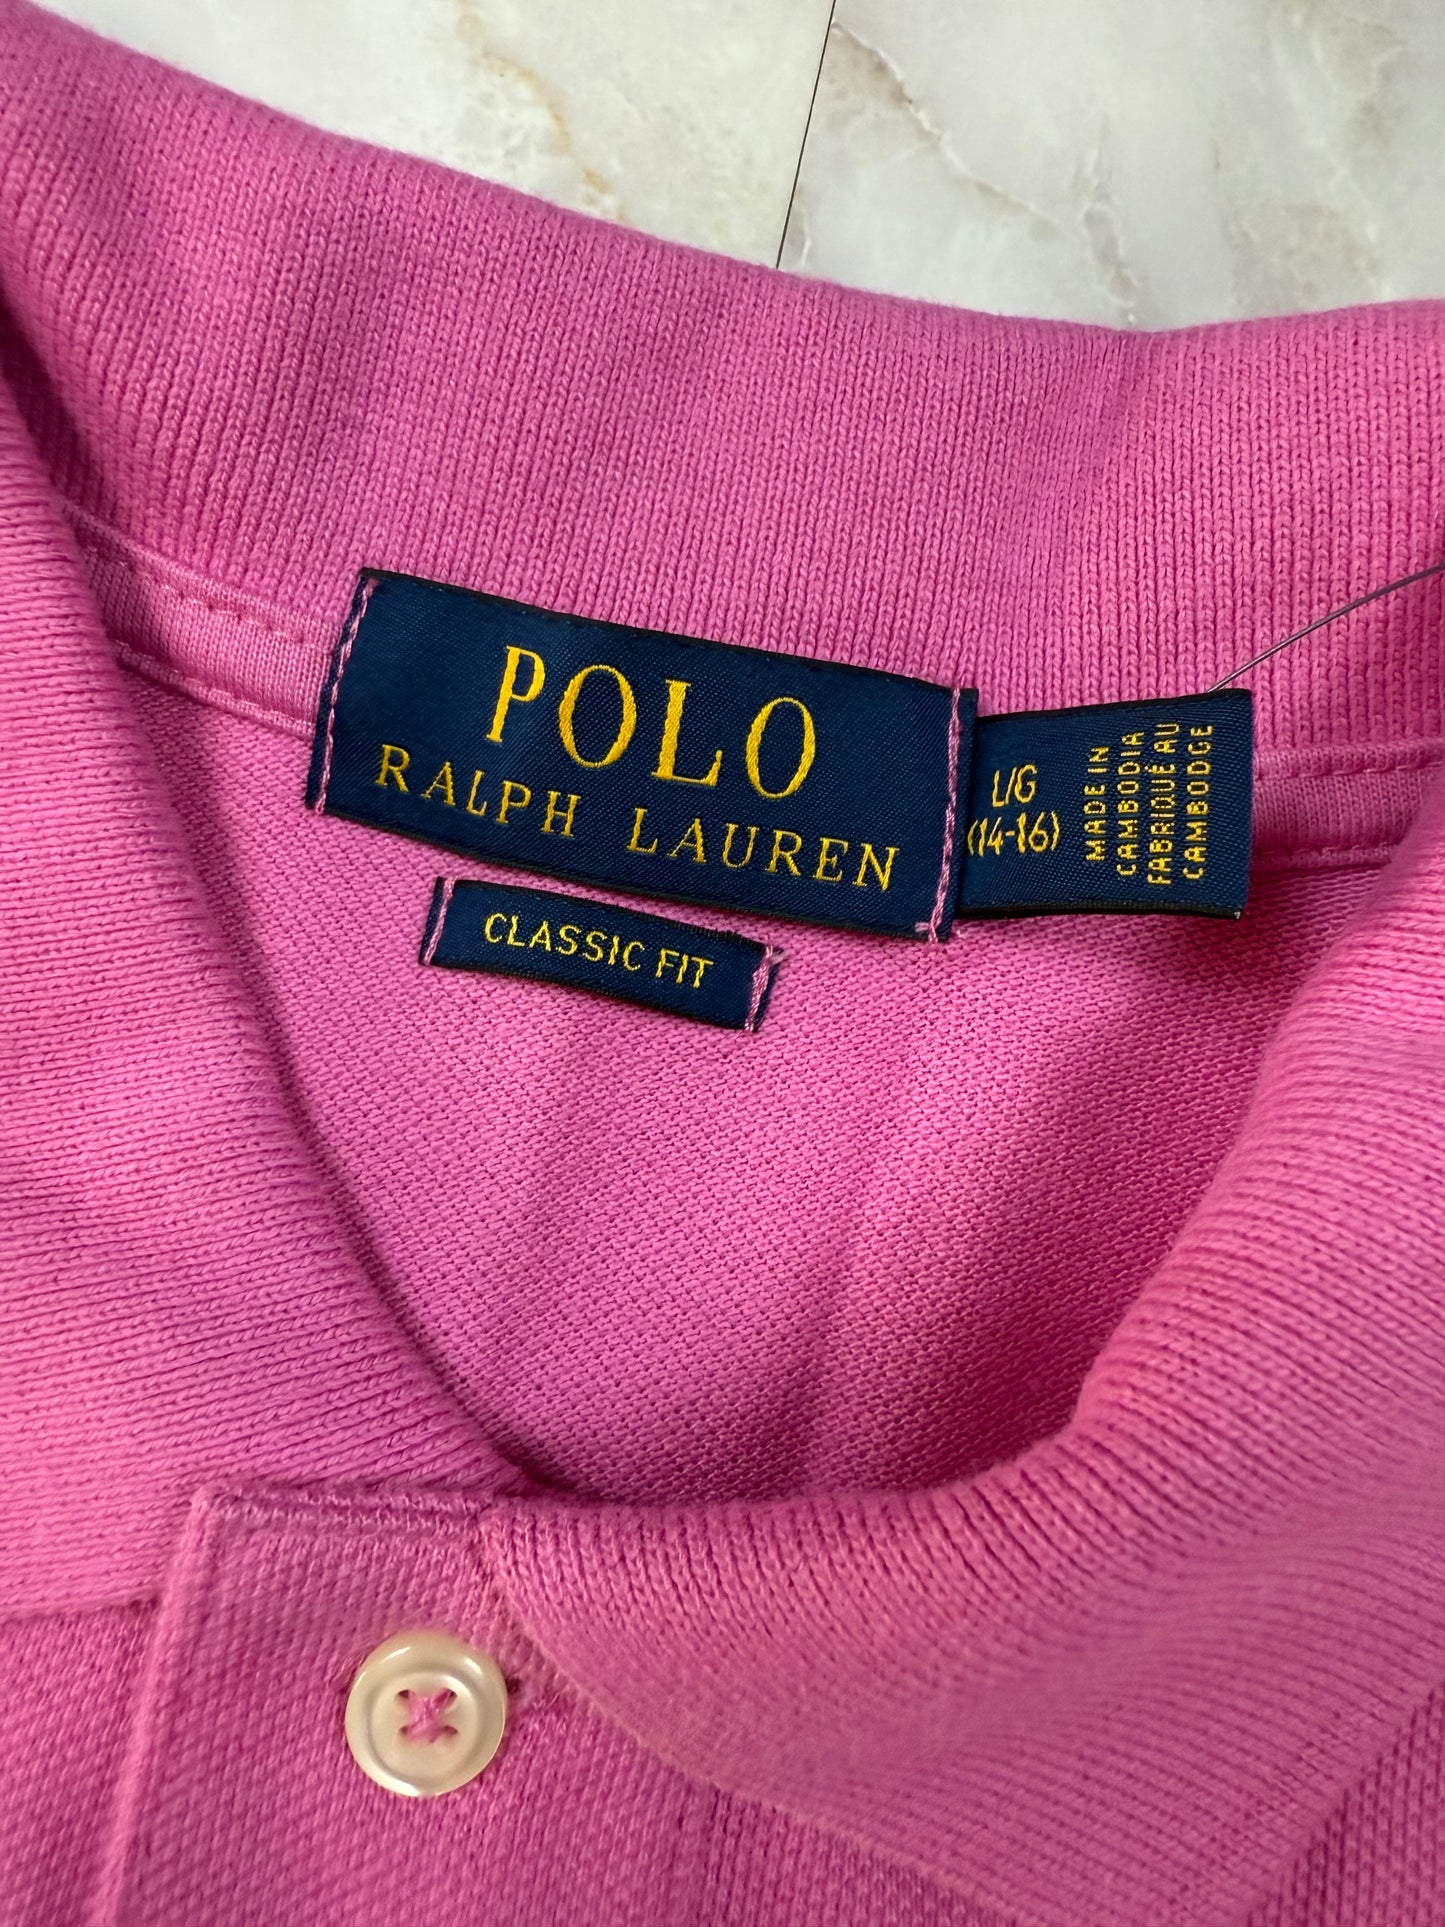 POLO
RALPH LAUREN
CLASSIC FIT
L/G
(14-16)
MADE IN
CAMBODIA
FABRIQUÉ AU
CAMBODGE